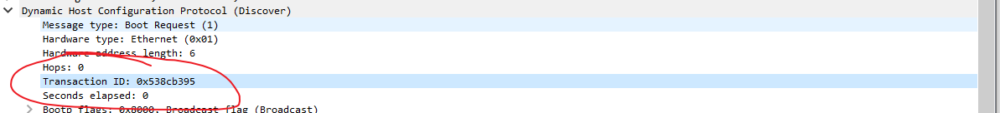 Dynamic Host Configuration Protocol (Discover)
Message type: Boot Request (1)
Hardware type: Ethernet (0x01)
Hardware address length: 6
Hops: 0
Transaction ID: 0x538cb395
Seconds elapsed: 0
Bootp flags: 0x8000, Broadcast flag (Broadcast)